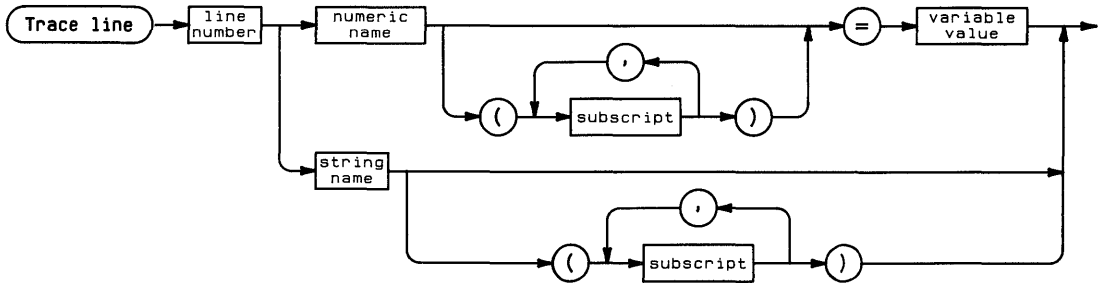 Trace line
line
number
numeric
name
=
variable
value
,
(
subscript
)
string
name
,
(
subscript
)